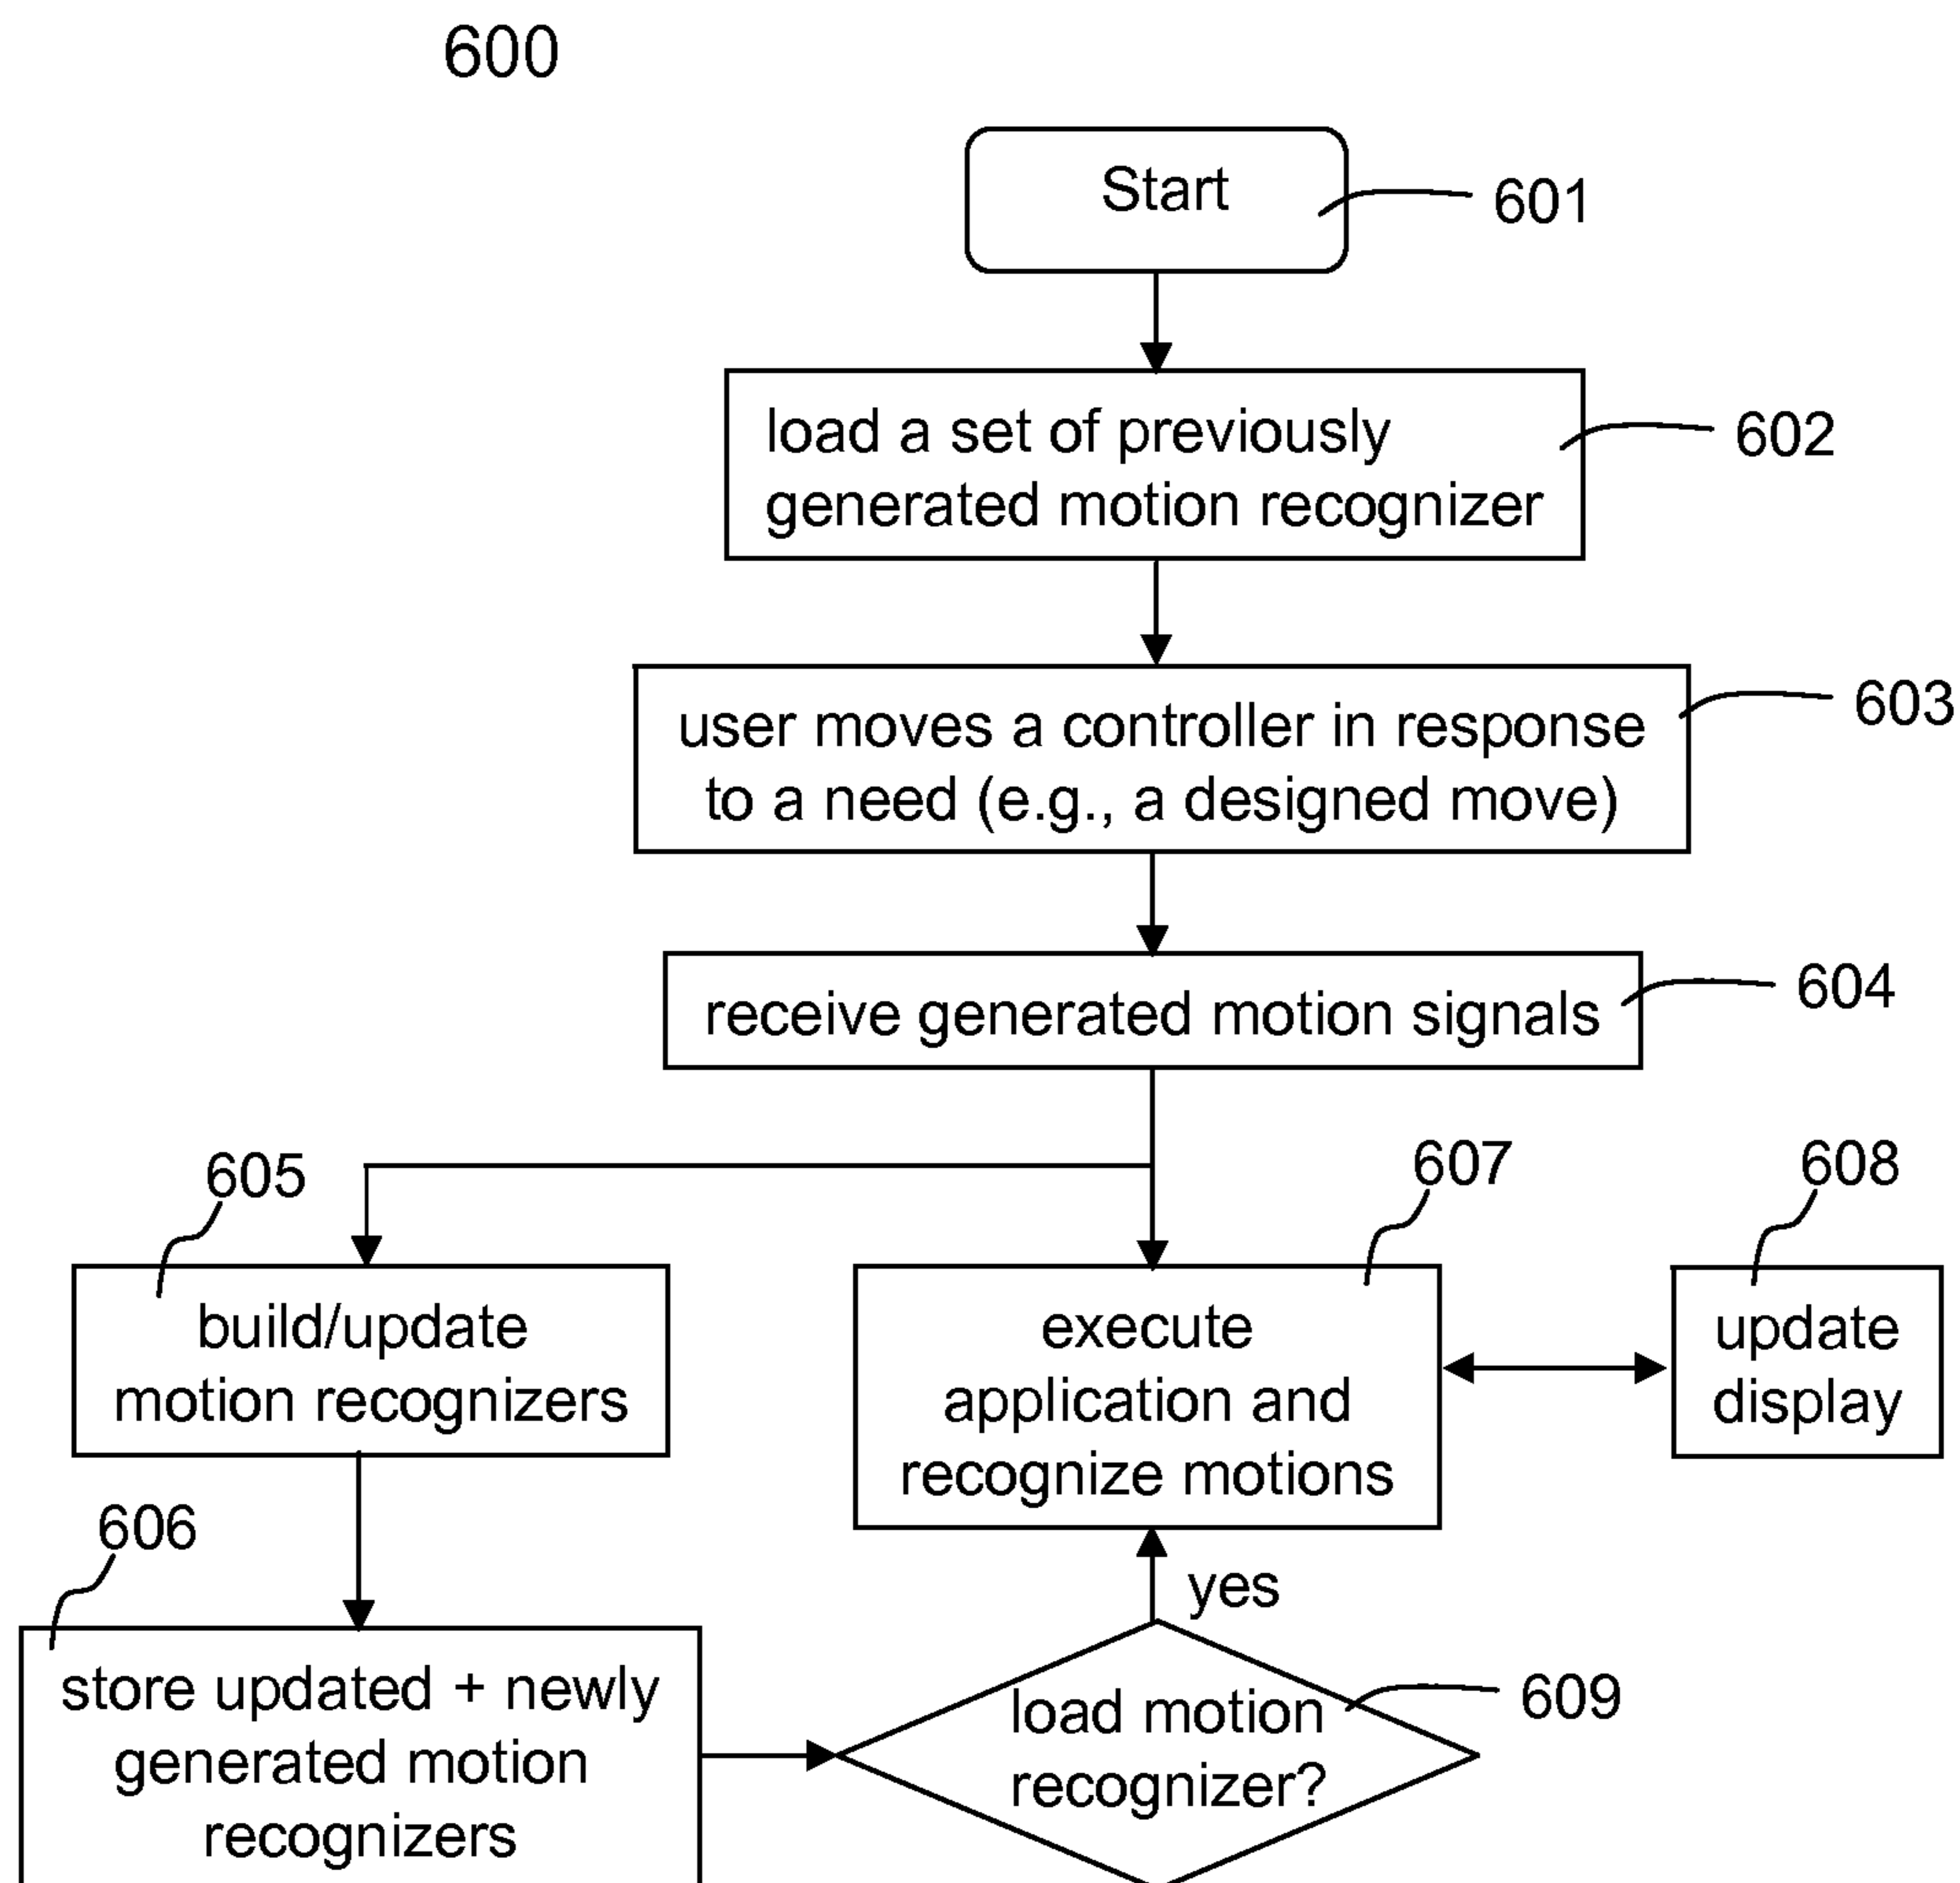 600
Start
601
load a set of previously
generated motion recognizer
602
user moves a controller in response
to a need (e.g., a designed move)
603
receive generated motion signals
604
605
607
608
build/update
motion recognizers
execute
application and
recognize motions
update
display
606
yes
store updated + newly
generated motion
recognizers
load motion
recognizer?
609